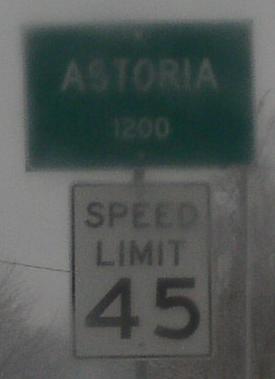 ASTORIA
1200
SPEED
LIMIT
45